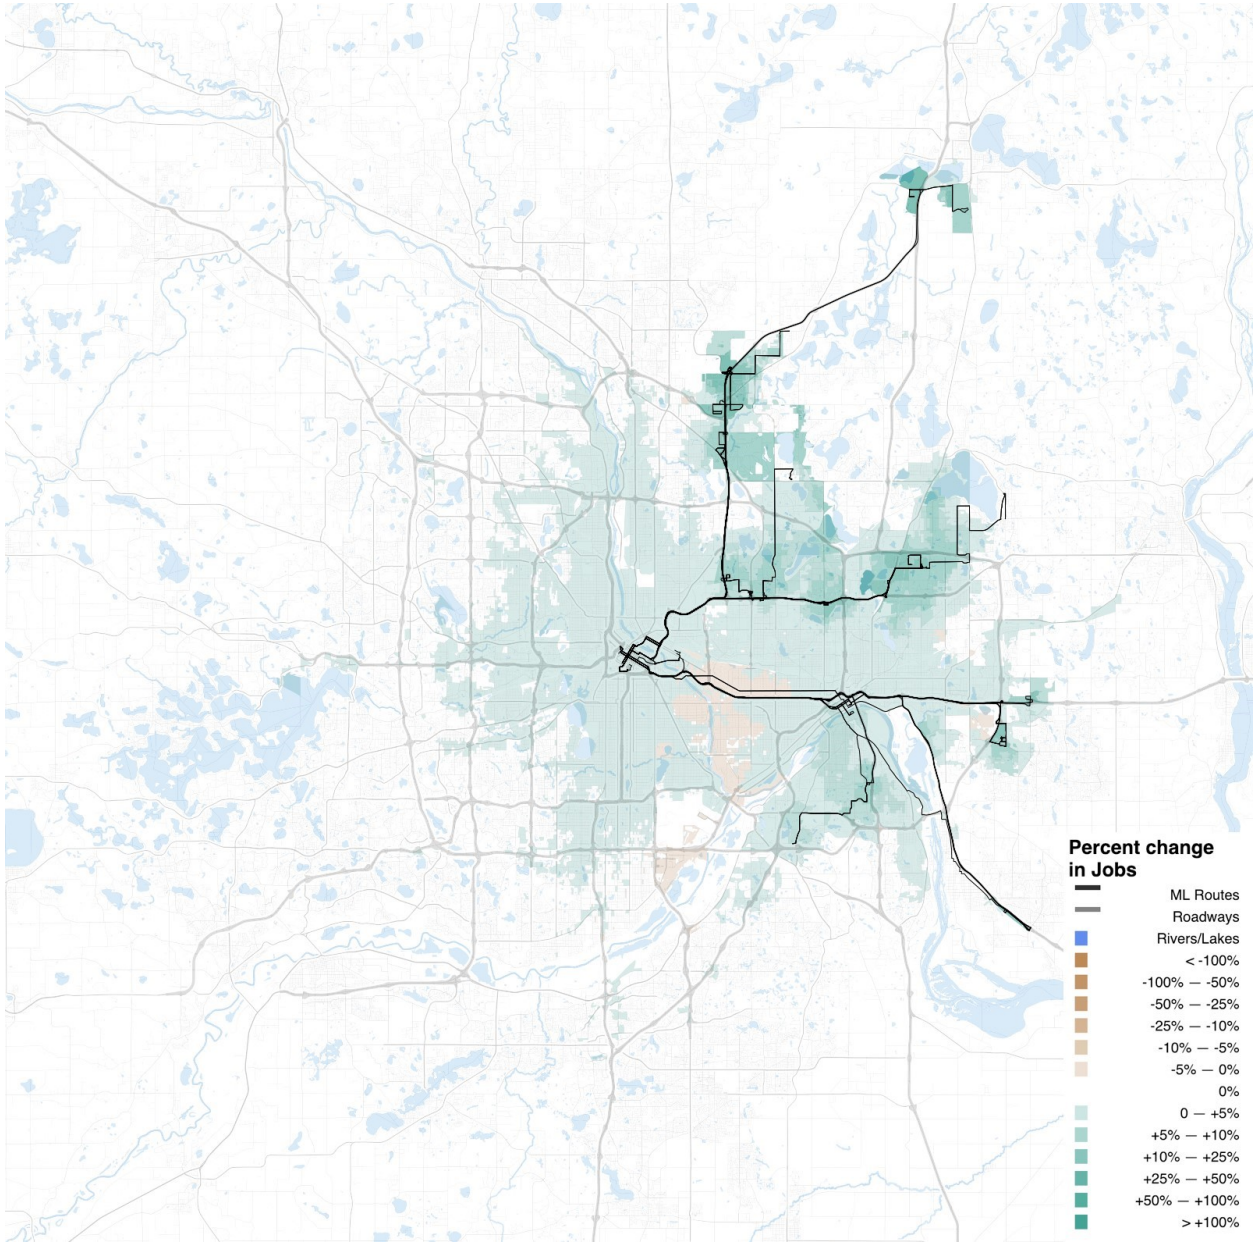 Percent change
in Jobs
ML Routes
Roadways
Rivers/Lakes
< -100%
-100% — -50%
-50% — -25%
-25% — -10%
-10% — -5%
-5% — 0%
0%
0 — +5%
+5% — +10%
+10% — +25%
+25% — +50%
+50% — +100%
> +100%